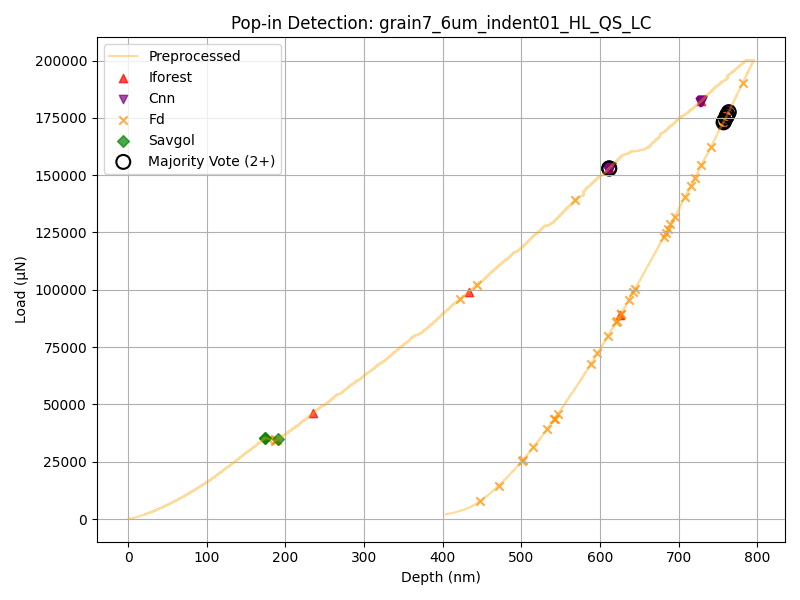 Pop-in Detection: grain7_6um_indent01_HL_QS_LC
Preprocessed
Iforest
Cnn
Fd
Savgol
Majority Vote (2+)
200000
175000
150000
125000
100000
75000
50000
25000
0
Load (µN)
0 100 200 300 400 500 600 700 800
Depth (nm)